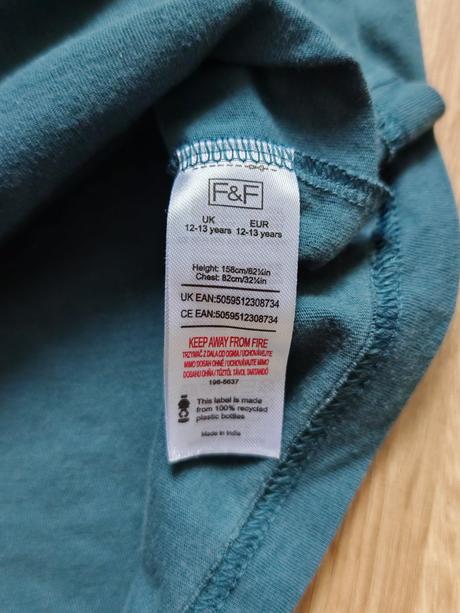 F&F
UK EUR
12-13 years 12-13 years
Height: 158cm/62¼in
Chest: 82cm/32¼in
UK EAN:5059512308734
CE EAN:5059512308734
KEEP AWAY FROM FIRE
TRZYMAĆ Z DALA OD OGNIA/UCHOVÁVEJTE
MIMO DOSAH OHNĚ/UCHOVÁVAJTE MIMO
DOSAHU OHŇA/TŰZTŐL TÁVOL TARTANDÓ
196-5637
This label is made
from 100% recycled
plastic bottles
Made in India